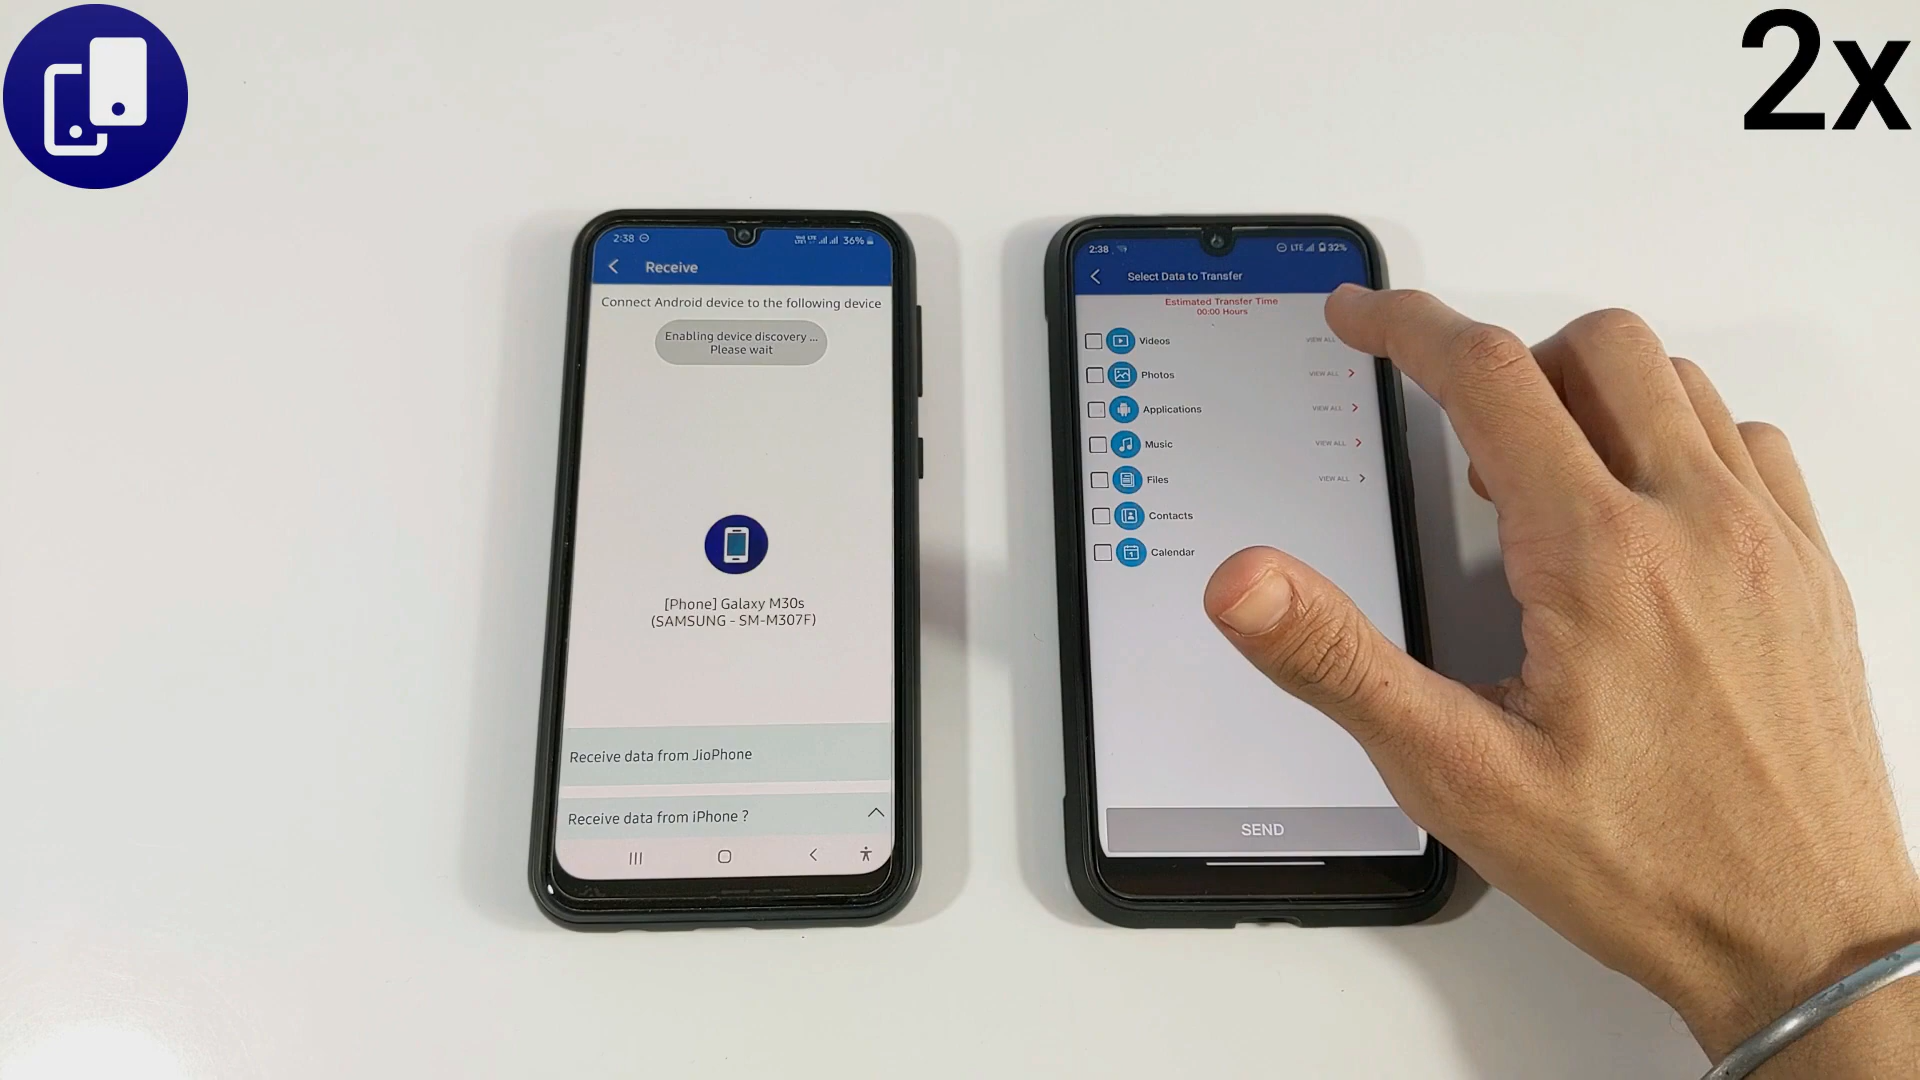 2x
2:38
36%
Receive
Connect Android device to the following device
Enabling device discovery ...
Please wait
[Phone] Galaxy M30s
(SAMSUNG - SM-M307F)
Receive data from JioPhone
Receive data from iPhone ?
2:38
LTE
32%
Select Data to Transfer
Estimated Transfer Time
00:00 Hours
Videos
VIEW ALL
Photos
VIEW ALL
Applications
VIEW ALL
Music
VIEW ALL
Files
VIEW ALL
Contacts
Calendar
SEND